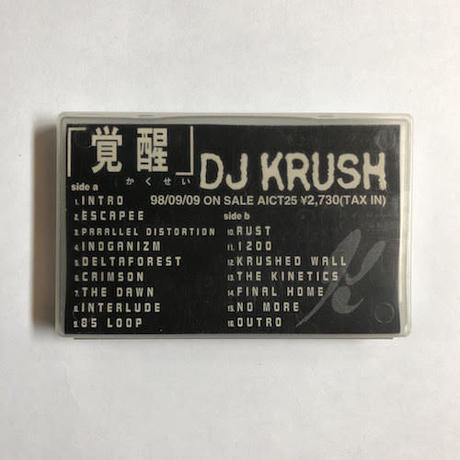 「覚醒」DJ KRUSH
かくせい
side a
98/09/09 ON SALE AICT25 ¥2,730(TAX IN)
1.INTRO
2.ESCAPEE
3.PARALLEL DISTORTION
4.INOGANIZM
5.DELTAFOREST
6.CRIMSON
7.THE DAWN
8.INTERLUDE
9.85 LOOP
side b
10.RUST
11.1200
12.KRUSHED WALL
13.THE KINETICS
14.FINAL HOME
15.NO MORE
16.OUTRO